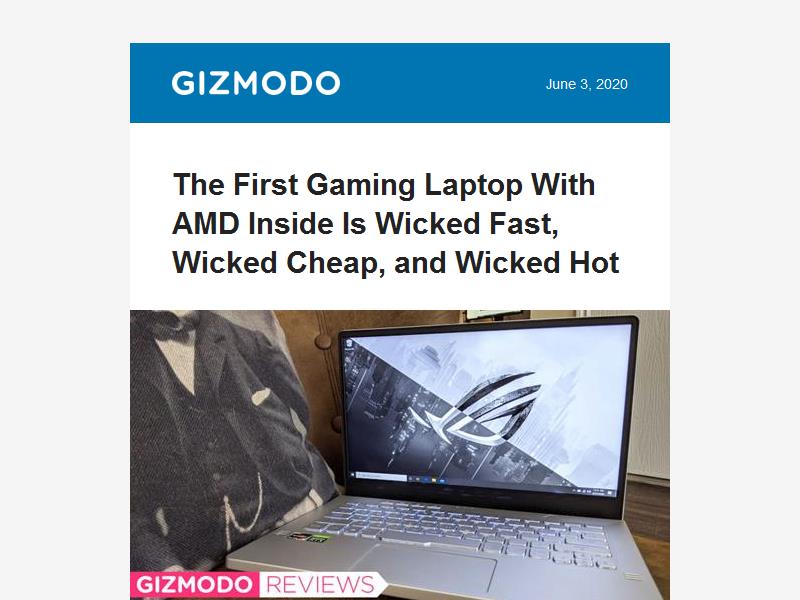 GIZMODO
June 3, 2020
The First Gaming Laptop With
AMD Inside Is Wicked Fast,
Wicked Cheap, and Wicked Hot
GIZMODO REVIEWS